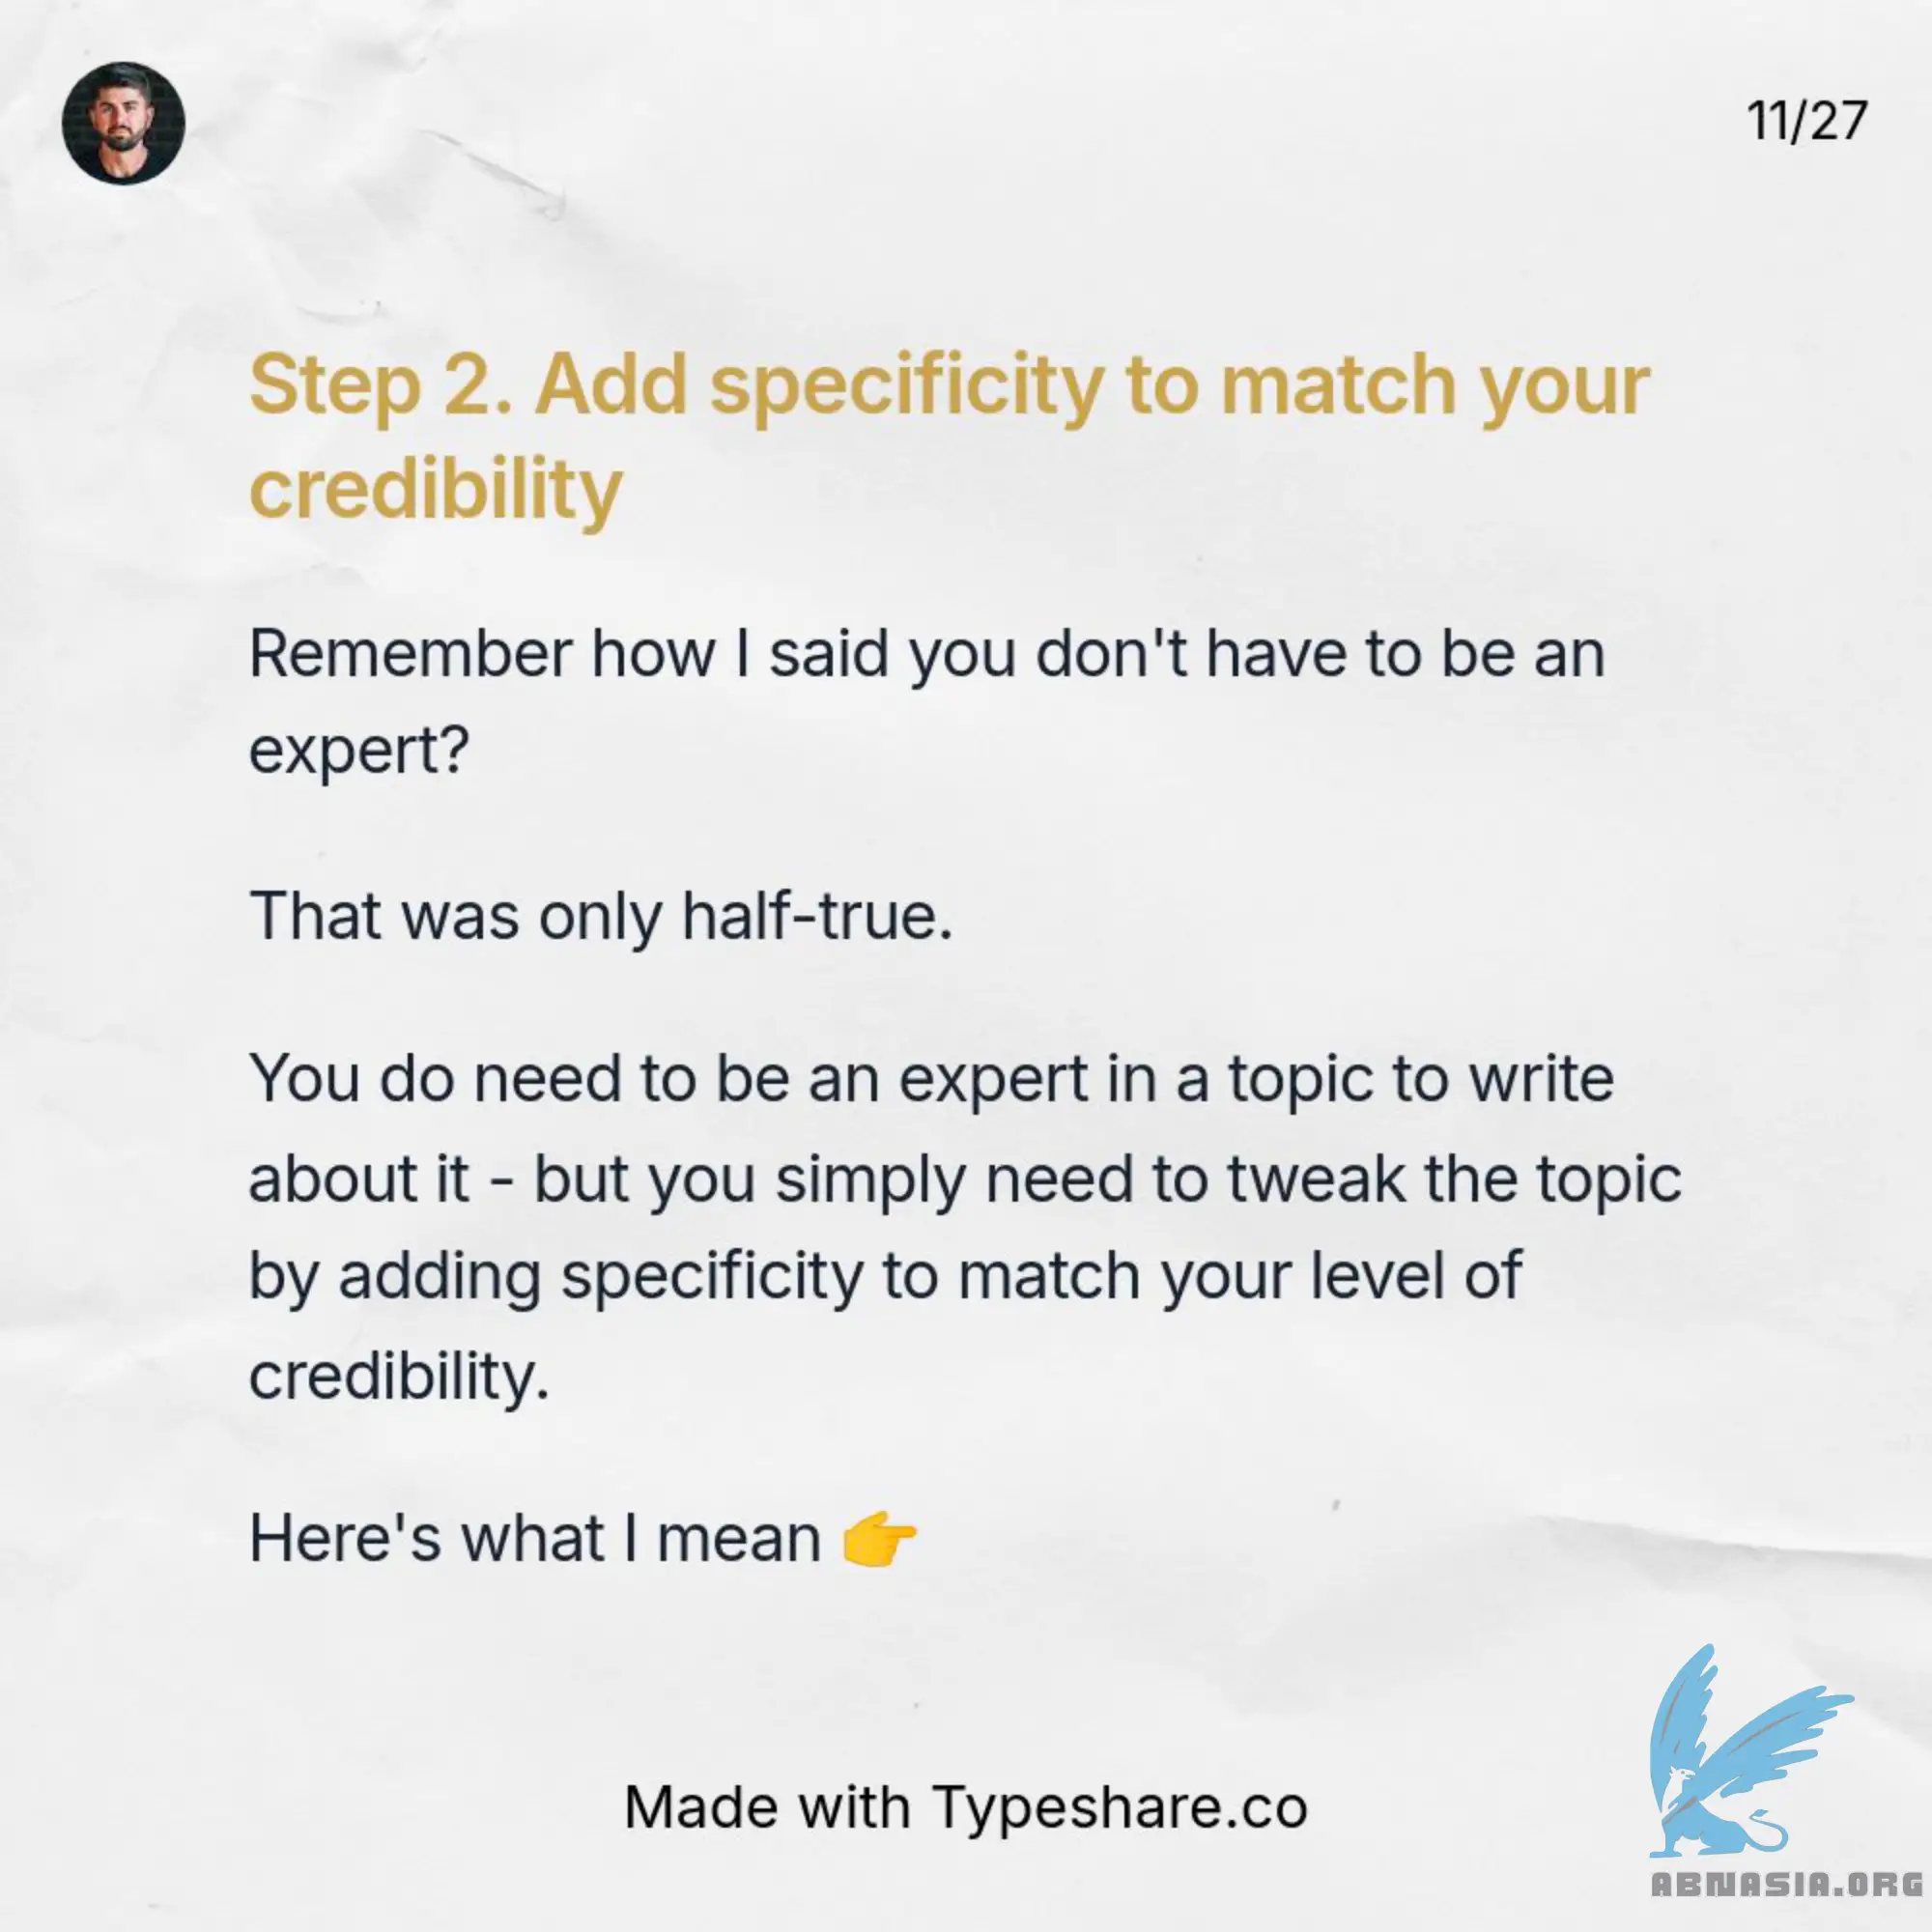 11/27
Step 2. Add specificity to match your
credibility
Remember how I said you don't have to be an
expert?
That was only half-true.
You do need to be an expert in a topic to write
about it - but you simply need to tweak the topic
by adding specificity to match your level of
credibility.
Here's what I mean 👉
Made with Typeshare.co
ABNASIA.ORG